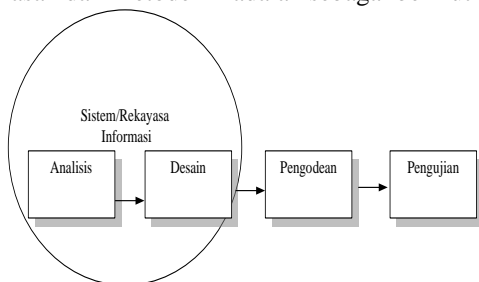 Sistem/Rekayasa
Informasi
Analisis
Desain
Pengodean
Pengujian